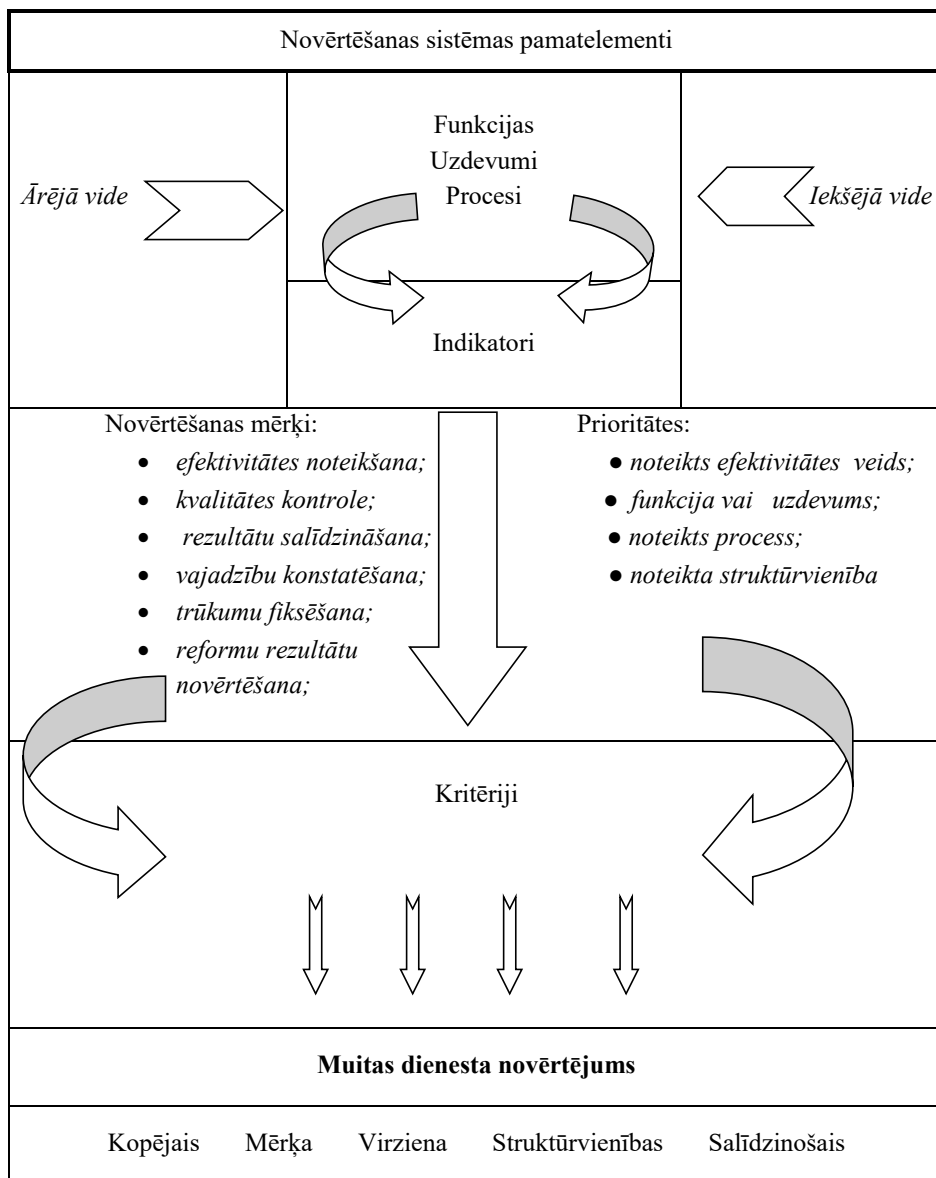 Novērtēšanas sistēmas pamatelementi
Funkcijas
Uzdevumi
Procesi
Ārējā vide
Iekšējā vide
Indikatori
Novērtēšanas mērķi:
• efektivitātes noteikšana;
• kvalitātes kontrole;
• rezultātu salīdzināšana;
• vajadzību konstatēšana;
• trūkumu fiksēšana;
• reformu rezultātu
novērtēšana;
Prioritātes:
● noteikts efektivitātes veids;
● funkcija vai uzdevums;
● noteikts process;
● noteikta struktūrvienība
Kritēriji
Muitas dienesta novērtējums
Kopējais Mērķa Virziena Struktūrvienības Salīdzinošais